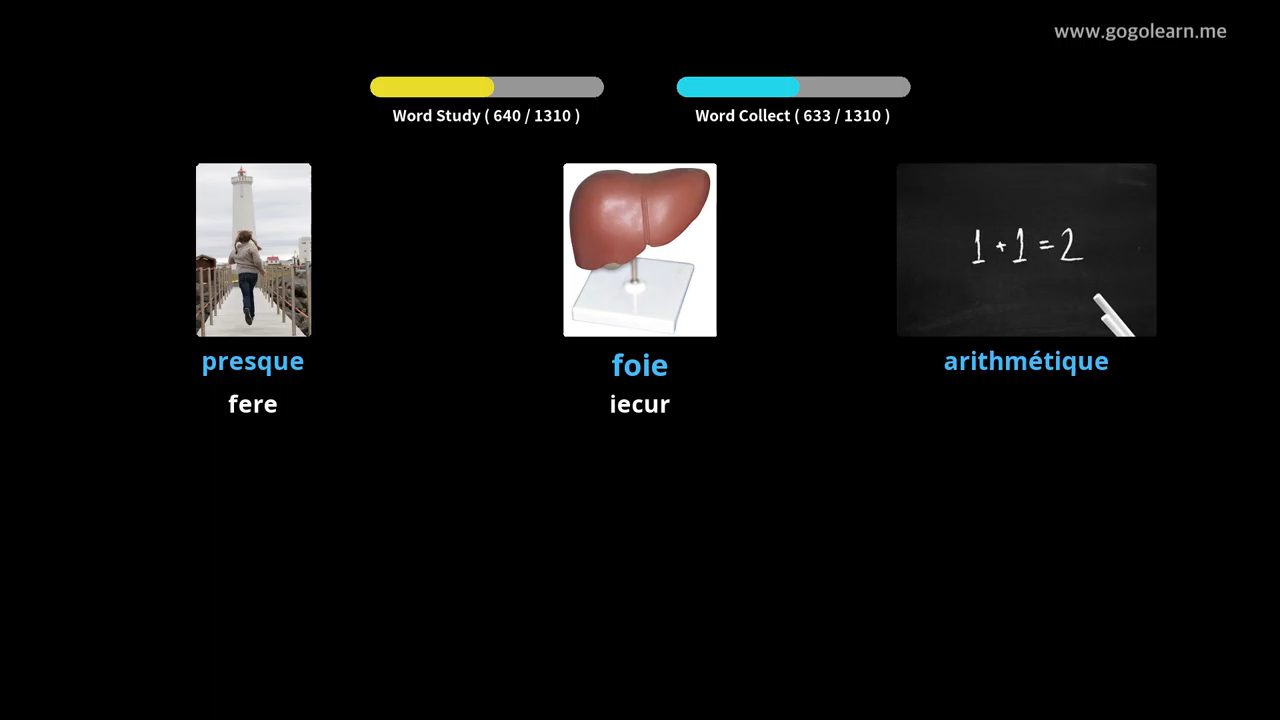 www.gogolearn.me
Word Study ( 640 / 1310 )
Word Collect ( 633 / 1310 )
1 + 1 = 2
presque
foie
arithmétique
fere
iecur